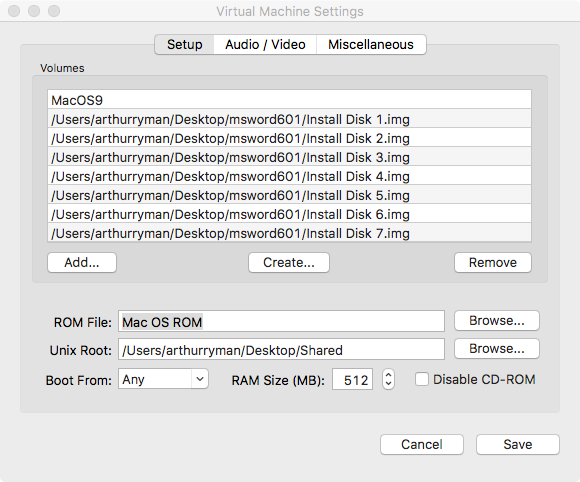 Virtual Machine Settings
Setup Audio / Video Miscellaneous
Volumes
MacOS9
/Users/arthurryman/Desktop/msword601/Install Disk 1.img
/Users/arthurryman/Desktop/msword601/Install Disk 2.img
/Users/arthurryman/Desktop/msword601/Install Disk 3.img
/Users/arthurryman/Desktop/msword601/Install Disk 4.img
/Users/arthurryman/Desktop/msword601/Install Disk 5.img
/Users/arthurryman/Desktop/msword601/Install Disk 6.img
/Users/arthurryman/Desktop/msword601/Install Disk 7.img
Add... Create... Remove
ROM File: Mac OS ROM Browse...
Unix Root: /Users/arthurryman/Desktop/Shared Browse...
Boot From: Any RAM Size (MB): 512 Disable CD-ROM
Cancel Save